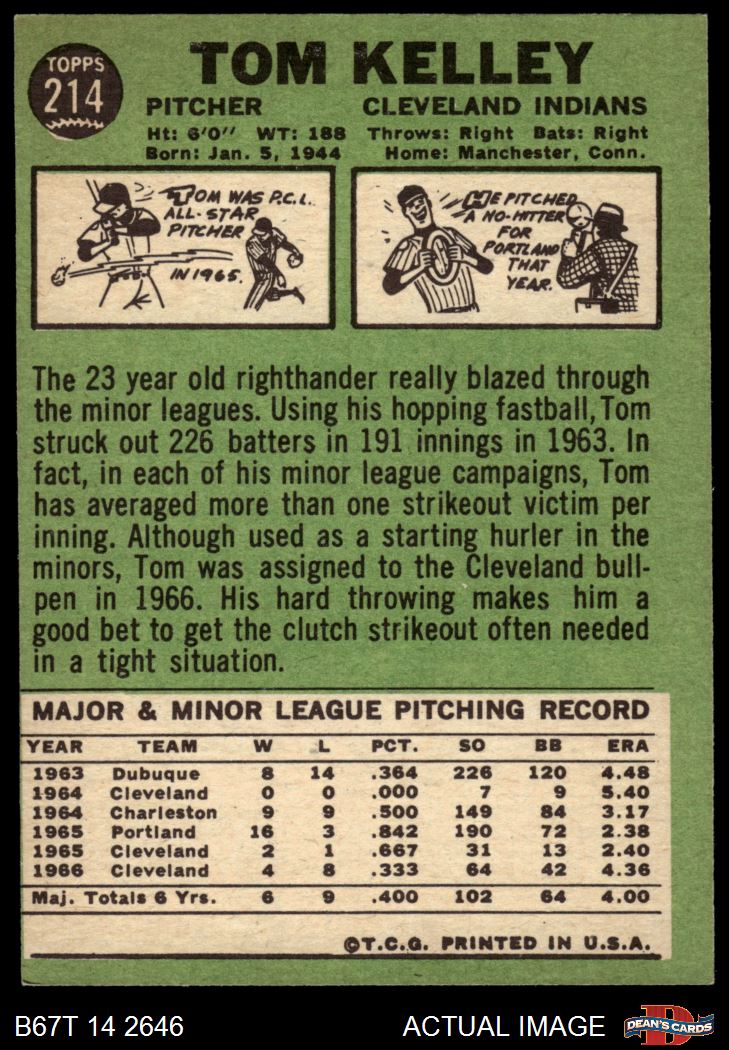 TOPPS
214
TOM KELLEY
PITCHER CLEVELAND INDIANS
Ht: 6'0" WT: 188 Throws: Right Bats: Right
Born: Jan. 5, 1944 Home: Manchester, Conn.
TOM WAS P.C.L.
ALL-STAR
PITCHER
IN 1965.
HE PITCHED
A NO-HITTER
FOR
PORTLAND
THAT
YEAR.
The 23 year old righthander really blazed through
the minor leagues. Using his hopping fastball, Tom
struck out 226 batters in 191 innings in 1963. In
fact, in each of his minor league campaigns, Tom
has averaged more than one strikeout victim per
inning. Although used as a starting hurler in the
minors, Tom was assigned to the Cleveland bull-
pen in 1966. His hard throwing makes him a
good bet to get the clutch strikeout often needed
in a tight situation.
MAJOR & MINOR LEAGUE PITCHING RECORD
YEAR TEAM W L PCT. SO BB ERA
1963 Dubuque 8 14 .364 226 120 4.48
1964 Cleveland 0 0 .000 7 9 5.40
1964 Charleston 9 9 .500 149 84 3.17
1965 Portland 16 3 .842 190 72 2.38
1965 Cleveland 2 1 .667 31 13 2.40
1966 Cleveland 4 8 .333 64 42 4.36
Maj. Totals 6 Yrs. 6 9 .400 102 64 4.00
©T.C.G. PRINTED IN U.S.A.
B67T 14 2646 ACTUAL IMAGE
DEAN'S CARDS